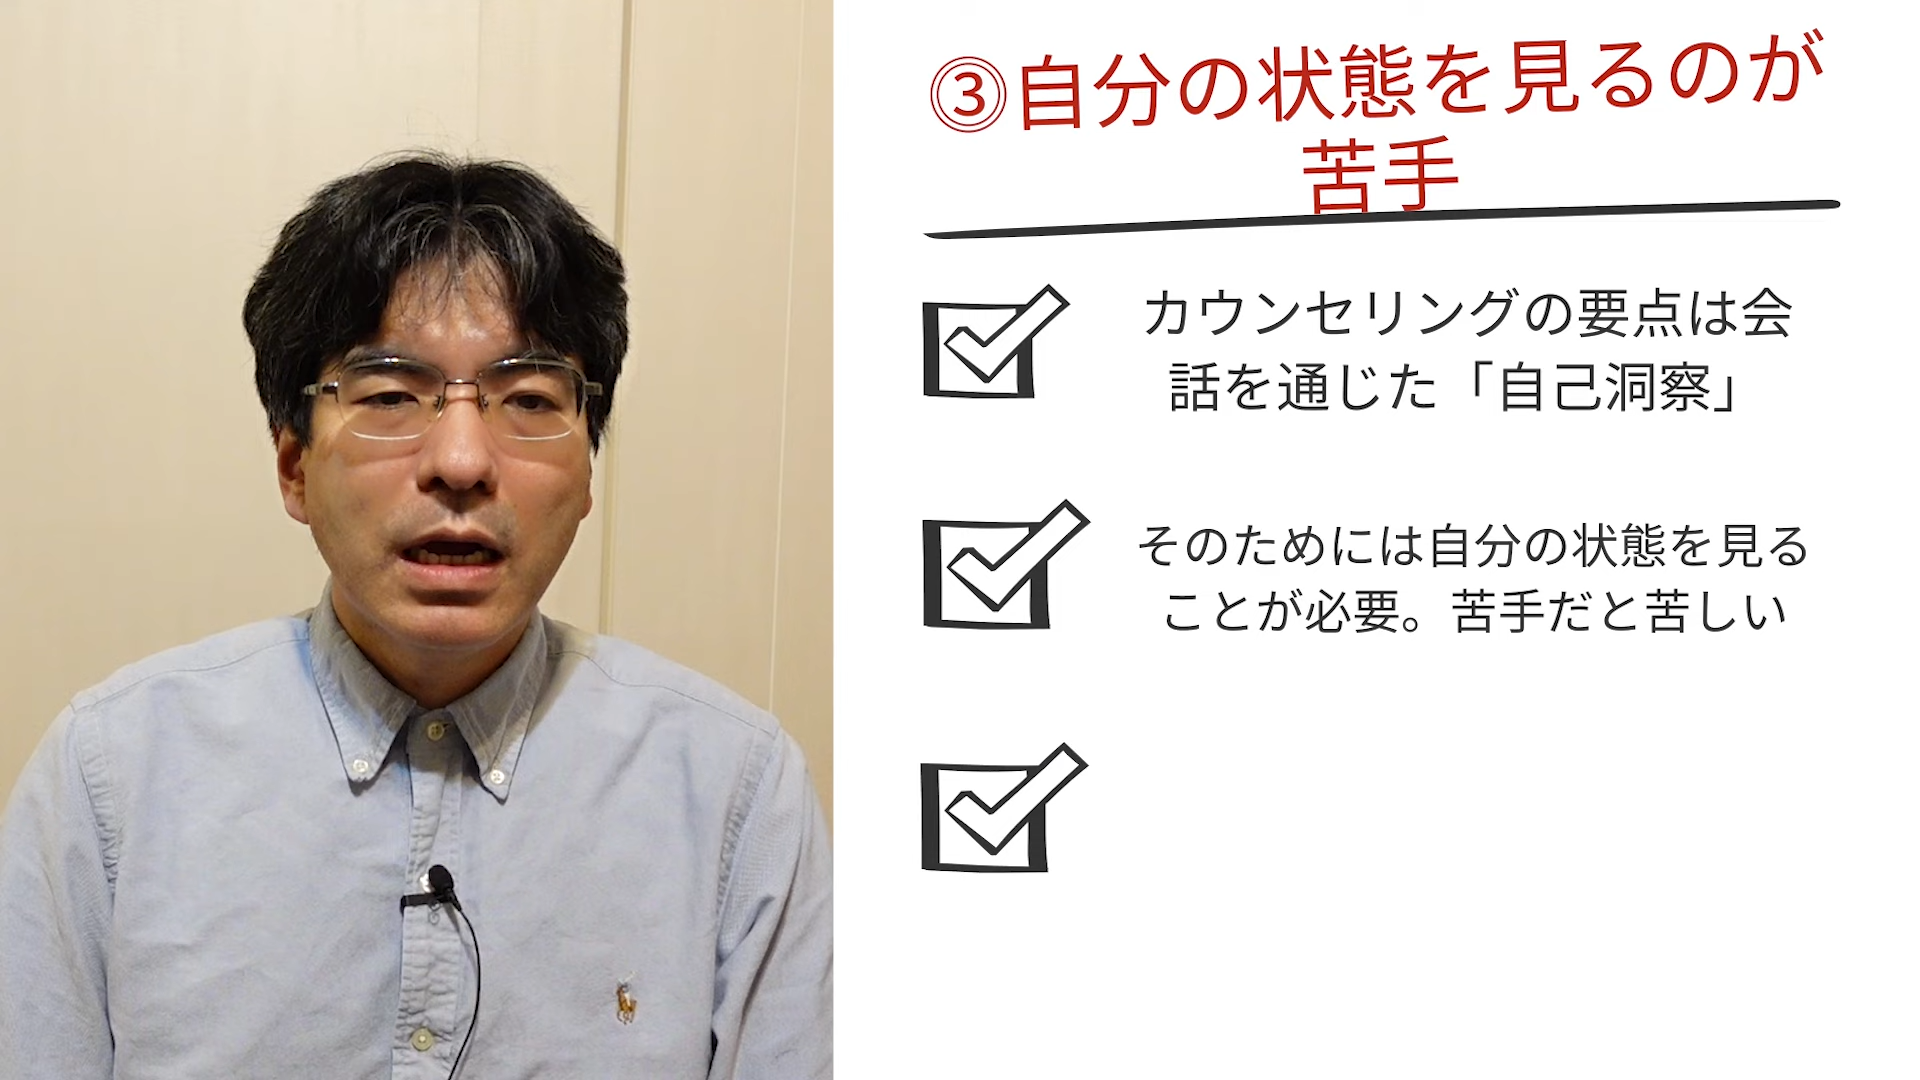 ③自分の状態を見るのが
苦手
カウンセリングの要点は会
話を通じた「自己洞察」
そのためには自分の状態を見る
ことが必要。苦手だと苦しい